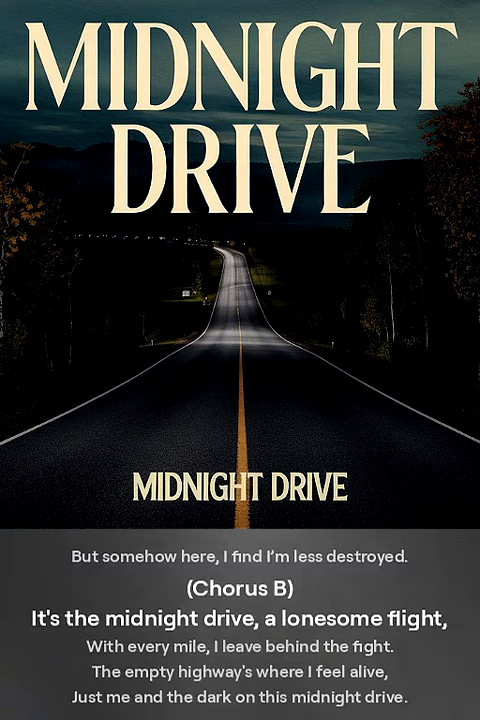 MIDNIGHT
DRIVE
MIDNIGHT DRIVE
But somehow here, I find I’m less destroyed.
(Chorus B)
It's the midnight drive, a lonesome flight,
With every mile, I leave behind the fight.
The empty highway's where I feel alive,
Just me and the dark on this midnight drive.